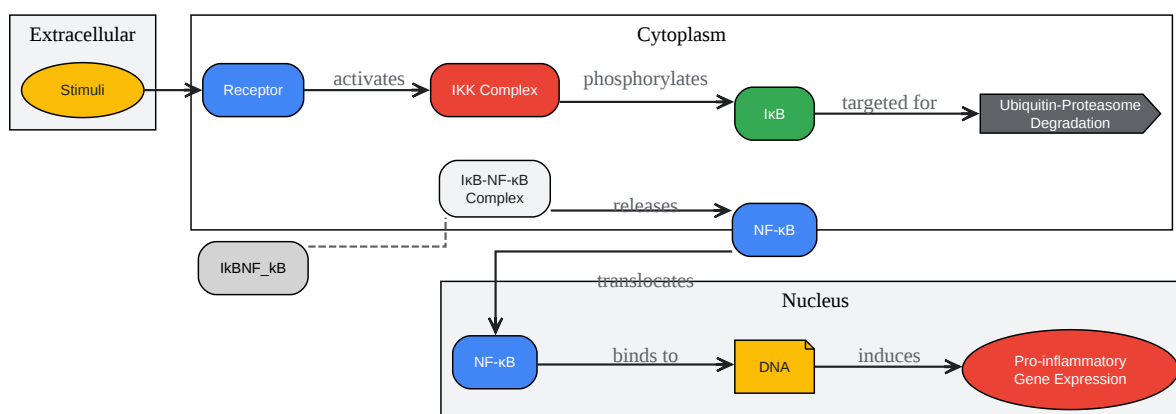 Extracellular
Cytoplasm
Stimuli
Receptor
activates
IKK Complex
phosphorylates
IκB
targeted for
Ubiquitin-Proteasome
Degradation
IκB-NF-κB
Complex
releases
NF-κB
IkBNF_kB
translocates
Nucleus
NF-κB
binds to
DNA
induces
Pro-inflammatory
Gene Expression